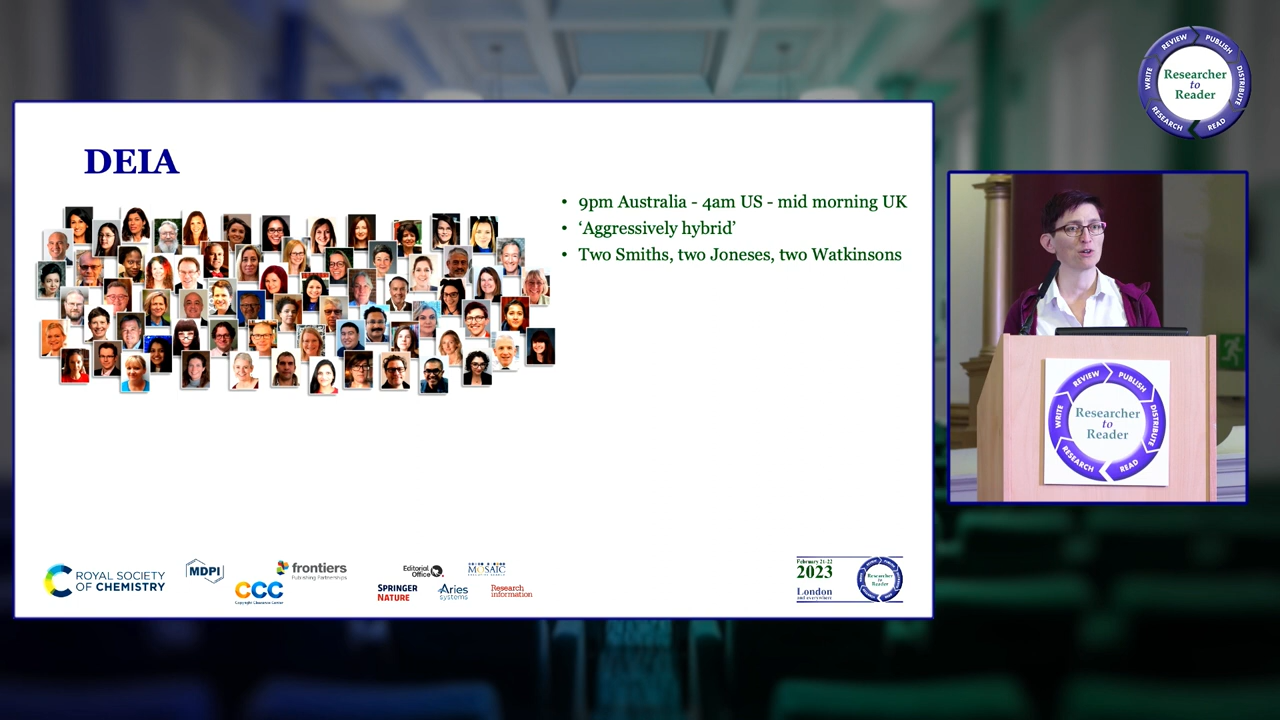 REVIEW
PUBLISH
WRITE
DISTRIBUTE
RESEARCH
READ
Researcher
to
Reader
DEIA
• 9pm Australia - 4am US - mid morning UK
• ‘Aggressively hybrid’
• Two Smiths, two Joneses, two Watkinsons
REVIEW
PUBLISH
WRITE
DISTRIBUTE
RESEARCH
READ
Researcher
to
Reader
ROYAL SOCIETY
OF CHEMISTRY
MDPI
frontiers
Publishing Partnerships
CCC
Copyright Clearance Center
Editorial
Office
MOSAIC
SPRINGER
NATURE
Aries
systems
Research
information
February 21-22
2023
London
and everywhere
Researcher
to
Reader